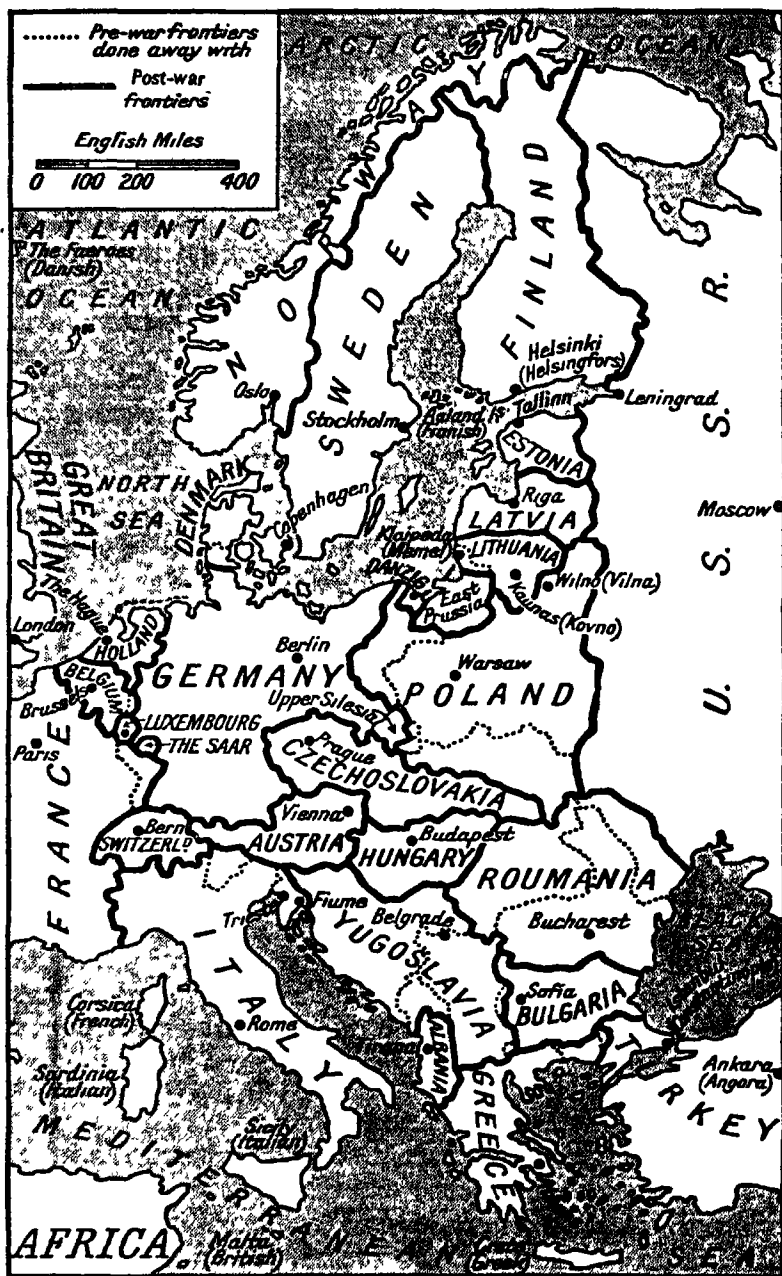 Pre-war frontiers
done away with
Post-war
frontiers
English Miles
0 100 200 400
ARCTIC OCEAN
ATLANTIC
OCEAN
The Faeroes
(Danish)
NORWAY
SWEDEN
FINLAND
U. S. S. R.
Helsinki
(Helsingfors)
Oslo
Stockholm
Aaland Is.
(Finnish)
Tallinn
Leningrad
ESTONIA
NORTH
SEA
GREAT
BRITAIN
DENMARK
Copenhagen
Riga
LATVIA
Moscow
Klaipeda
(Memel)
LITHUANIA
DANZIG
East
Prussia
Wilno (Vilna)
Kaunas (Kovno)
The Hague
London
HOLLAND
Berlin
GERMANY
Warsaw
POLAND
BELGIUM
Brussels
Upper Silesia
LUXEMBOURG
THE SAAR
Paris
Prague
CZECHOSLOVAKIA
FRANCE
Vienna
Bern
SWITZERLD
AUSTRIA
Budapest
HUNGARY
ROUMANIA
Fiume
Belgrade
Bucharest
BLACK
SEA
YUGOSLAVIA
ITALY
Sofia
BULGARIA
Corsica
(French)
Rome
Tirana
ALBANIA
TURKEY
Ankara
(Angora)
Sardinia
(Italian)
GREECE
Sicily
(Italian)
MEDITERRANEAN SEA
AFRICA
Malta
(British)